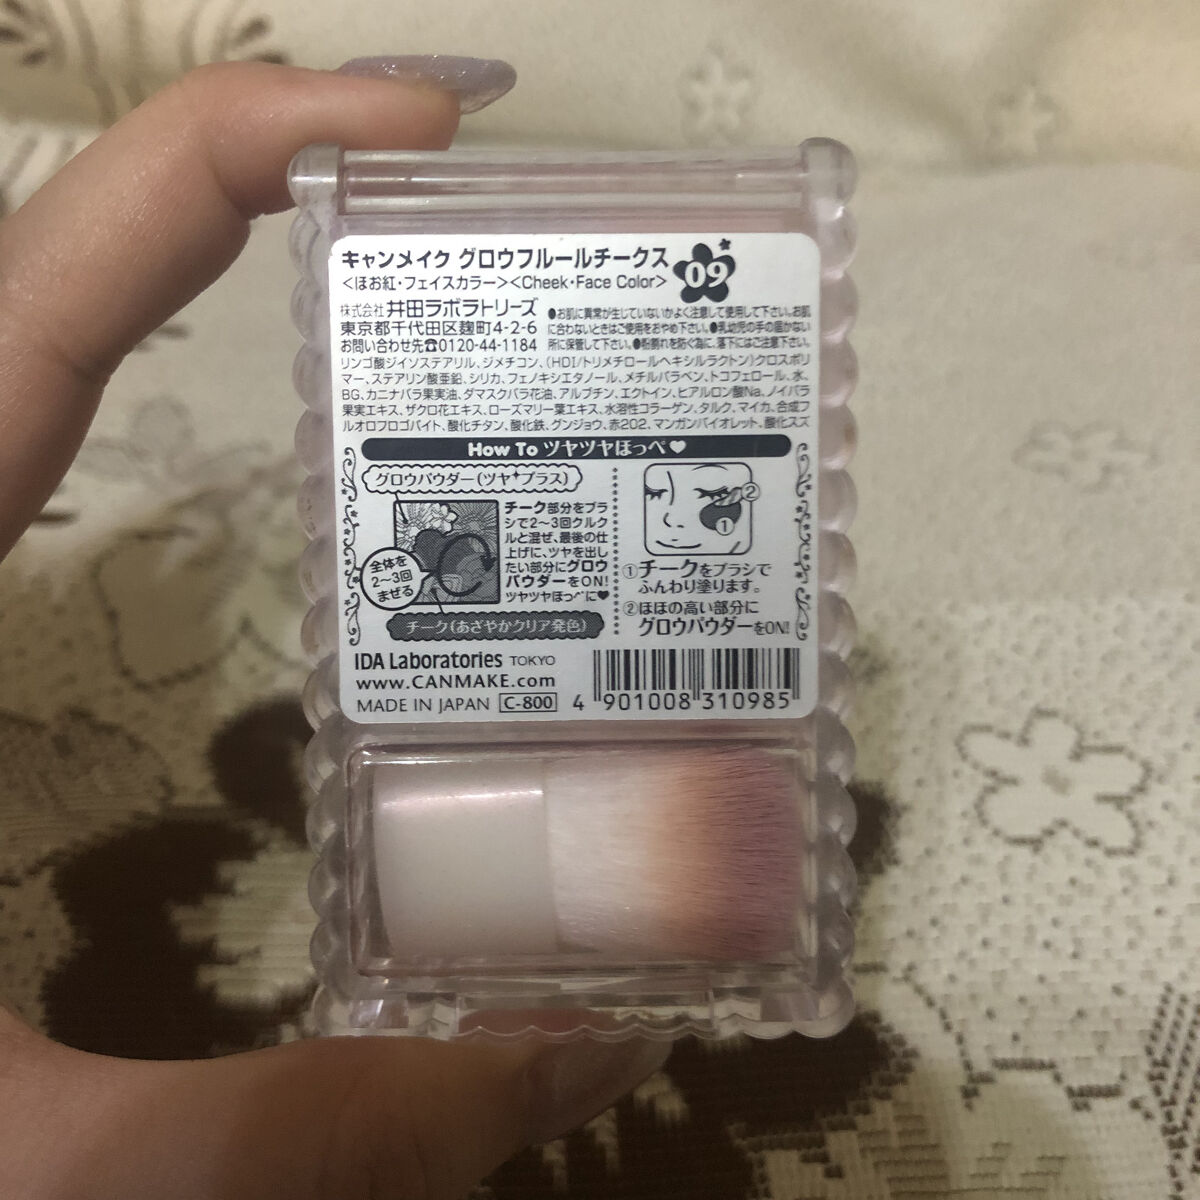 キャンメイク グロウフルールチークス
09
<ほお紅・フェイスカラー><Cheek・Face Color>
株式会社 井田ラボラトリーズ
東京都千代田区麹町4-2-6
お問い合わせ先☎0120-44-1184
●お肌に異常が生じていないかよく注意して使用して下さい。お肌
に合わないときはご使用をおやめ下さい。●乳幼児の手の届かない
所に保管して下さい。●粉割れを防ぐ為に、落下にはご注意下さい。
リンゴ酸ジイソステアリル、ジメチコン、(HDI/トリメチロールヘキシルラクトン)クロスポリ
マー、ステアリン酸亜鉛、シリカ、フェノキシエタノール、メチルパラベン、トコフェロール、水、
BG、カニナバラ果実油、ダマスクバラ花油、アルブチン、エクトイン、ヒアルロン酸Na、ノイバラ
果実エキス、ザクロ花エキス、ローズマリー葉エキス、水溶性コラーゲン、タルク、マイカ、合成フ
ルオロフロゴパイト、酸化チタン、酸化鉄、グンジョウ、赤202、マンガンバイオレット、酸化スズ
How To ツヤツヤほっぺ♥
グロウパウダー(ツヤ✦プラス)
全体を
2〜3回
まぜる
チーク部分をブラ
シで2〜3回クルク
ルと混ぜ、最後の仕
上げに、ツヤを出し
たい部分にグロウ
パウダーをON!
ツヤツヤほっぺに♥
チーク(あざやかクリア発色)
②
①
①チークをブラシで
ふんわり塗ります。
②ほほの高い部分に
グロウパウダーをON!
IDA Laboratories TOKYO
www.CANMAKE.com
MADE IN JAPAN C-800
4 901008 310985